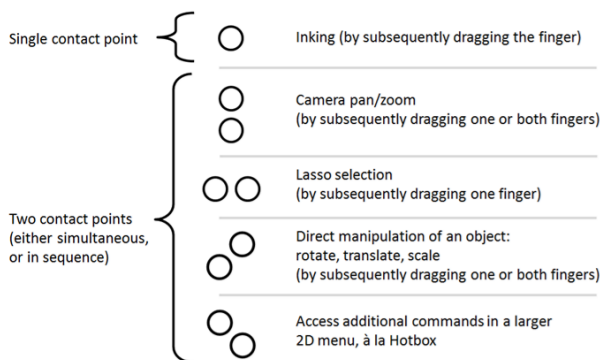 Single contact point
Inking (by subsequently dragging the finger)
Camera pan/zoom
(by subsequently dragging one or both fingers)
Lasso selection
(by subsequently dragging one finger)
Two contact points
(either simultaneous,
or in sequence)
Direct manipulation of an object:
rotate, translate, scale
(by subsequently dragging one or both fingers)
Access additional commands in a larger
2D menu, à la Hotbox